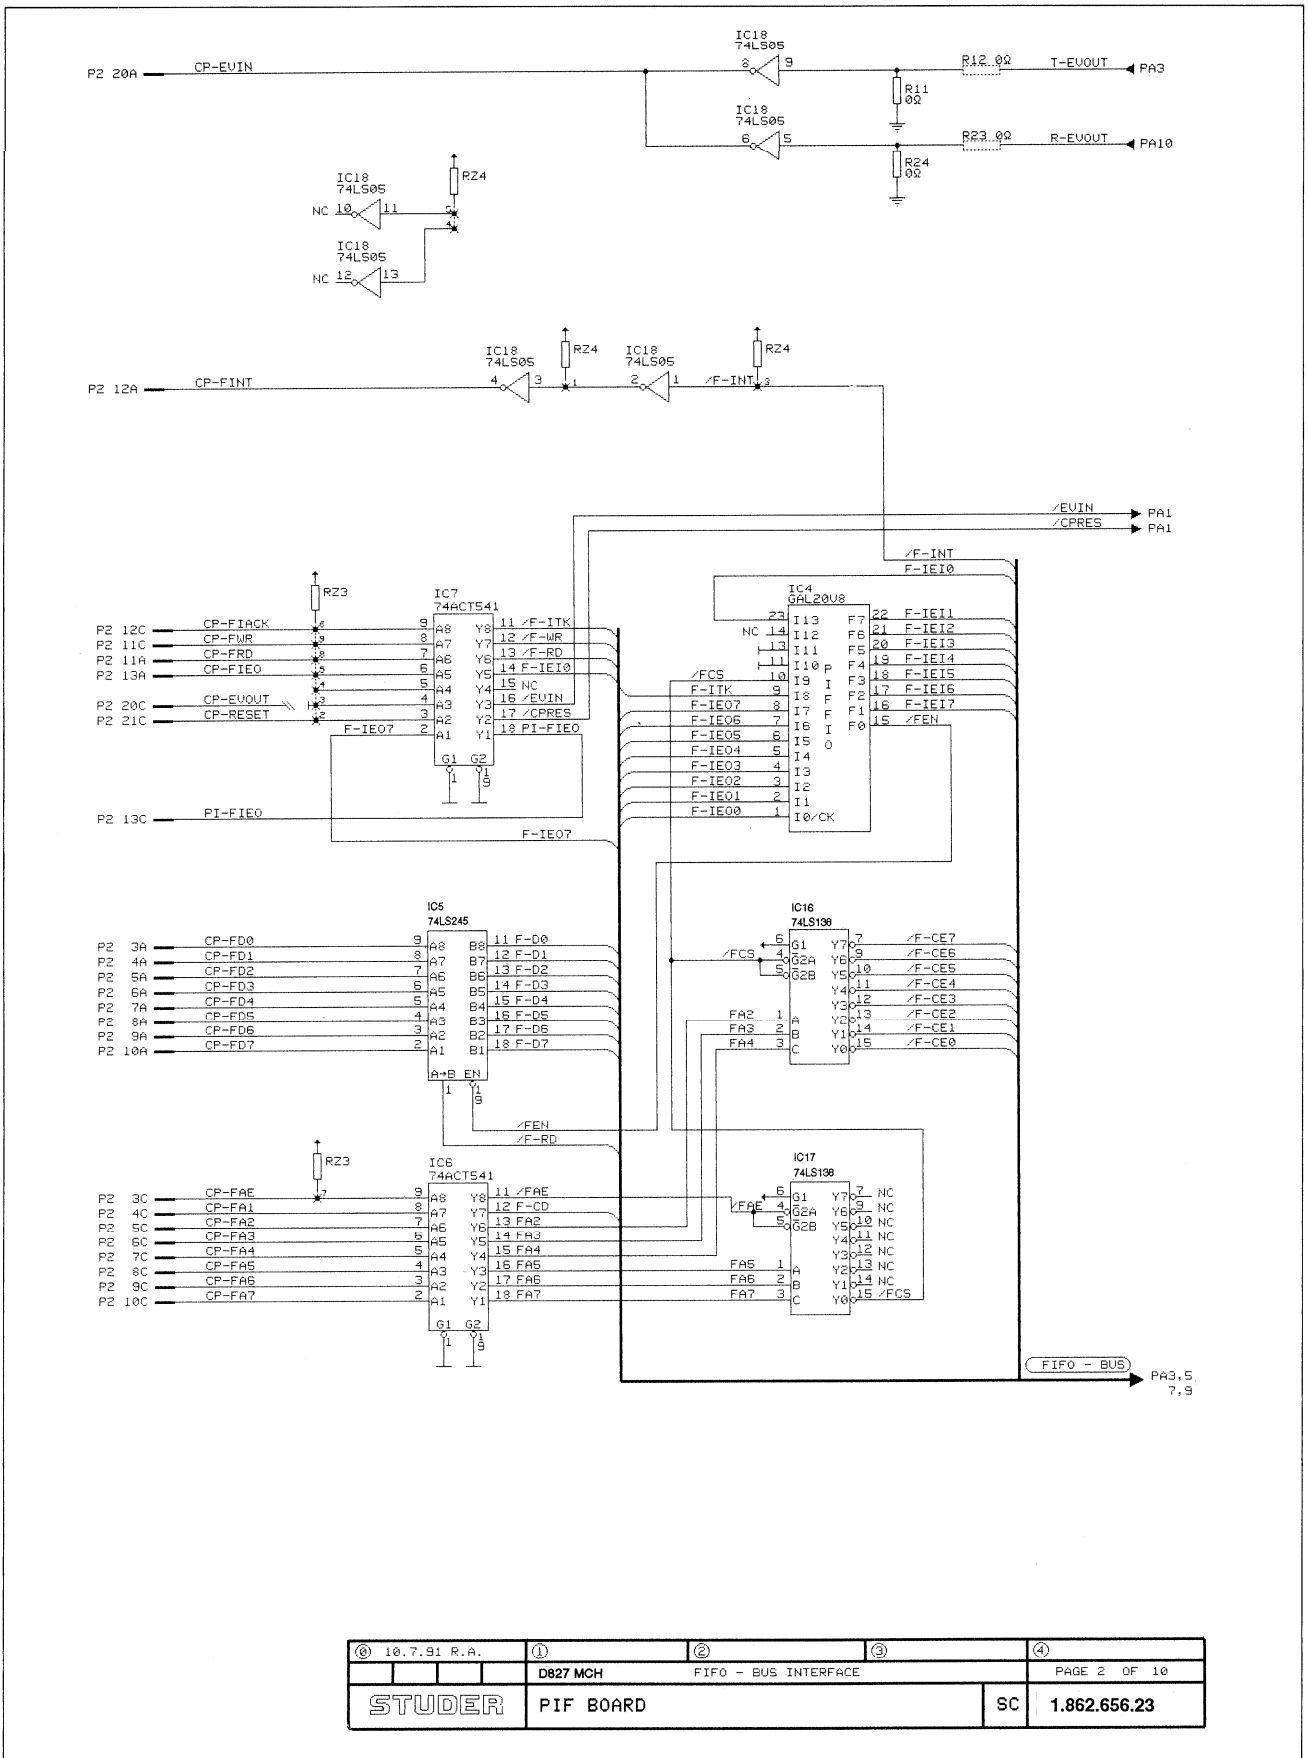 IC18
74LS05
P2 20A CP-EVIN 8 9 R12 0Ω T-EVOUT PA3
R11
0Ω
IC18
74LS05
6 5 R23 0Ω R-EVOUT PA10
R24
0Ω
RZ4
IC18
74LS05
NC 10 11 5
4
IC18
74LS05
NC 12 13
IC18
74LS05
RZ4
IC18
74LS05
RZ4
P2 12A CP-FINT 4 3 1 2 1 /F-INT 3
/EVIN PA1
/CPRES PA1
/F-INT
F-IEI0
RZ3
IC7
74ACT541
P2 12C CP-FIACK 6 9 A8 Y8 11 /F-ITK
P2 11C CP-FWR 9 8 A7 Y7 12 /F-WR
P2 11A CP-FRD 8 7 A6 Y6 13 /F-RD
P2 13A CP-FIEO 5 6 A5 Y5 14 F-IEI0
4 5 A4 Y4 15 NC
P2 20C CP-EVOUT 3 4 A3 Y3 16 /EVIN
P2 21C CP-RESET 2 3 A2 Y2 17 /CPRES
F-IEO7 2 A1 Y1 18 PI-FIEO
G1 G2
1 19
P2 13C PI-FIEO
F-IEO7
IC4
GAL20V8
PIFFIO
23 I13 F7 22 F-IEI1
NC 14 I12 F6 21 F-IEI2
13 I11 F5 20 F-IEI3
11 I10 F4 19 F-IEI4
/FCS 10 I9 F3 18 F-IEI5
F-ITK 9 I8 F2 17 F-IEI6
F-IEO7 8 I7 F1 16 F-IEI7
F-IEO6 7 I6 F0 15 /FEN
F-IEO5 6 I5
F-IEO4 5 I4
F-IEO3 4 I3
F-IEO2 3 I2
F-IEO1 2 I1
F-IEO0 1 I0/CK
IC5
74LS245
P2 3A CP-FD0 9 A8 B8 11 F-D0
P2 4A CP-FD1 8 A7 B7 12 F-D1
P2 5A CP-FD2 7 A6 B6 13 F-D2
P2 6A CP-FD3 6 A5 B5 14 F-D3
P2 7A CP-FD4 5 A4 B4 15 F-D4
P2 8A CP-FD5 4 A3 B3 16 F-D5
P2 9A CP-FD6 3 A2 B2 17 F-D6
P2 10A CP-FD7 2 A1 B1 18 F-D7
A→B EN
1 19
/FEN
/F-RD
IC16
74LS138
6 G1 Y7 7 /F-CE7
/FCS 4 G2A Y6 9 /F-CE6
5 G2B Y5 10 /F-CE5
Y4 11 /F-CE4
Y3 12 /F-CE3
FA2 1 A Y2 13 /F-CE2
FA3 2 B Y1 14 /F-CE1
FA4 3 C Y0 15 /F-CE0
RZ3
IC6
74ACT541
P2 3C CP-FAE 7 9 A8 Y8 11 /FAE
P2 4C CP-FA1 8 A7 Y7 12 F-CD
P2 5C CP-FA2 7 A6 Y6 13 FA2
P2 6C CP-FA3 6 A5 Y5 14 FA3
P2 7C CP-FA4 5 A4 Y4 15 FA4
P2 8C CP-FA5 4 A3 Y3 16 FA5
P2 9C CP-FA6 3 A2 Y2 17 FA6
P2 10C CP-FA7 2 A1 Y1 18 FA7
G1 G2
1 19
IC17
74LS138
6 G1 Y7 7 NC
/FAE 4 G2A Y6 9 NC
5 G2B Y5 10 NC
Y4 11 NC
Y3 12 NC
FA5 1 A Y2 13 NC
FA6 2 B Y1 14 NC
FA7 3 C Y0 15 /FCS
FIFO - BUS
PA3,5
7,9
⓪ 10.7.91 R.A. ① ② ③ ④
D827 MCH FIFO - BUS INTERFACE PAGE 2 OF 10
STUDER PIF BOARD SC 1.862.656.23